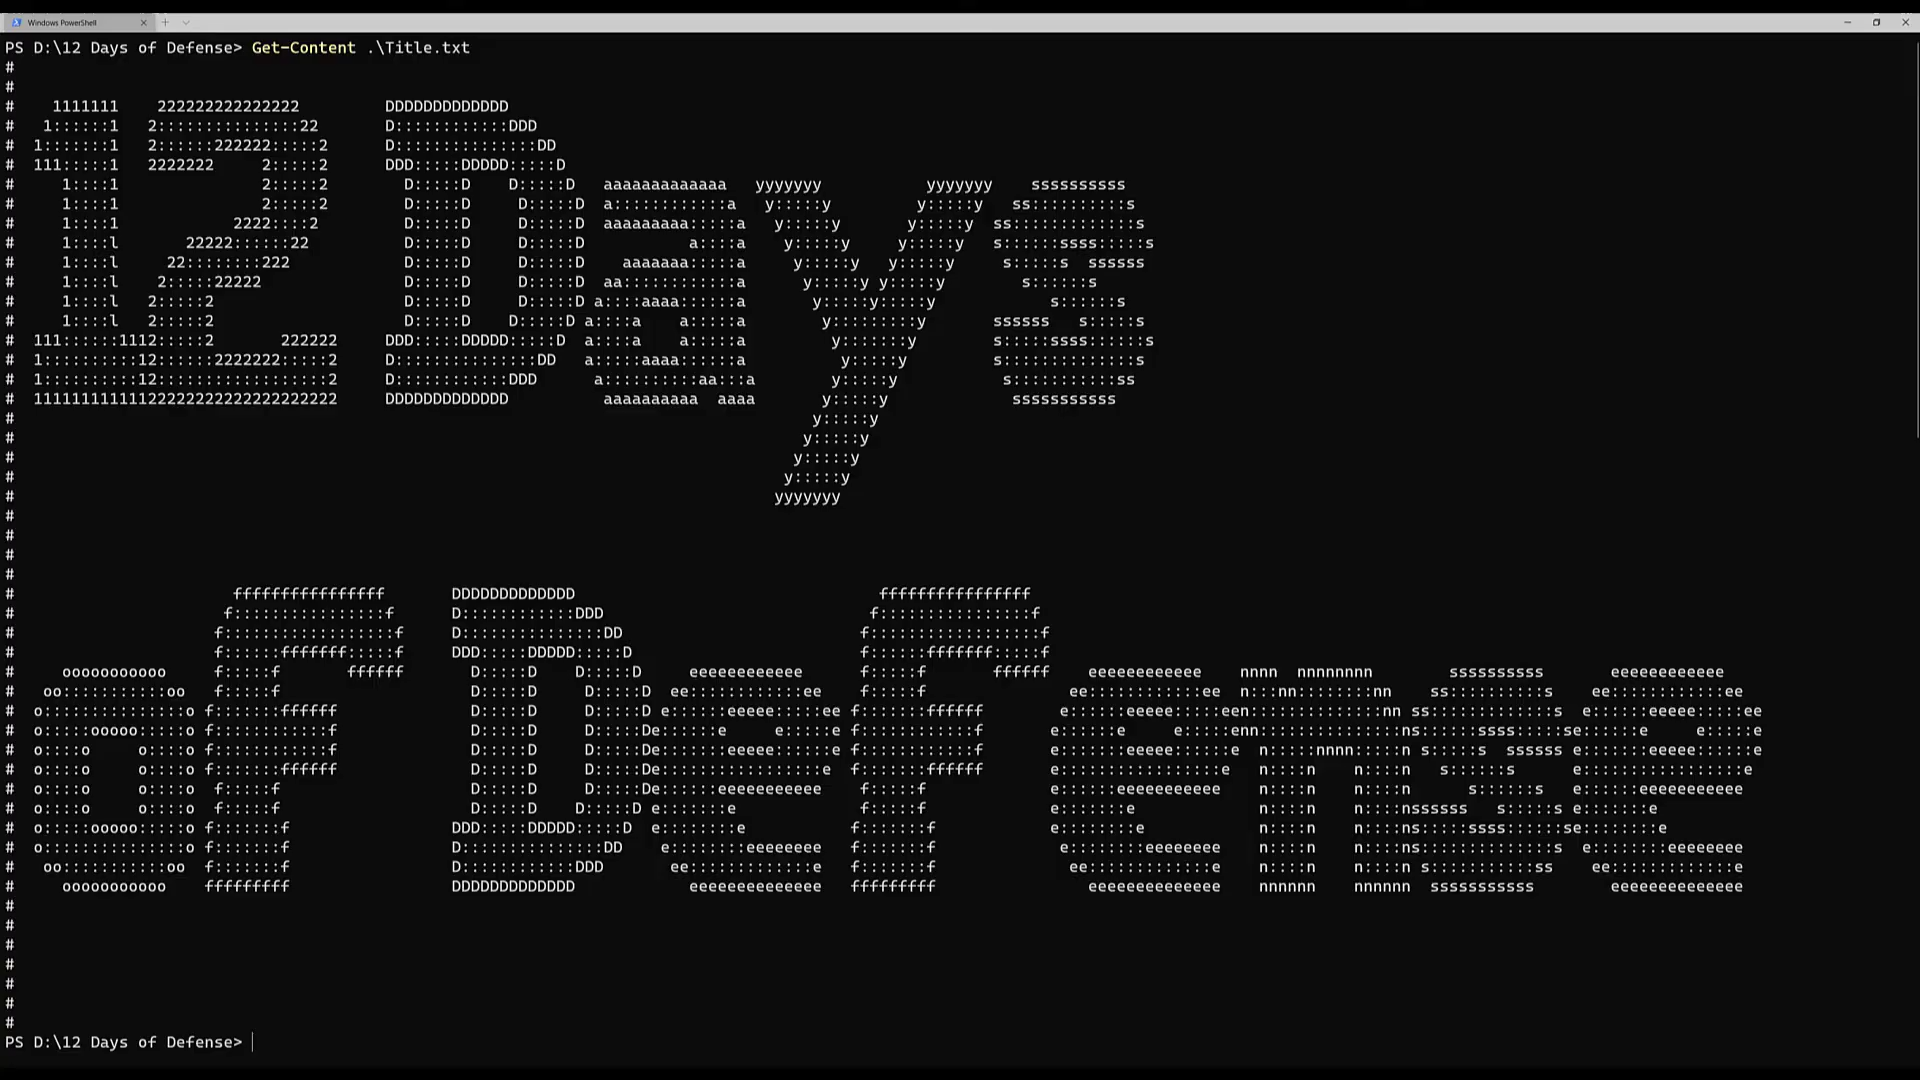 Windows PowerShell
PS D:\12 Days of Defense> Get-Content .\Title.txt
12 Days
of Defense
PS D:\12 Days of Defense>